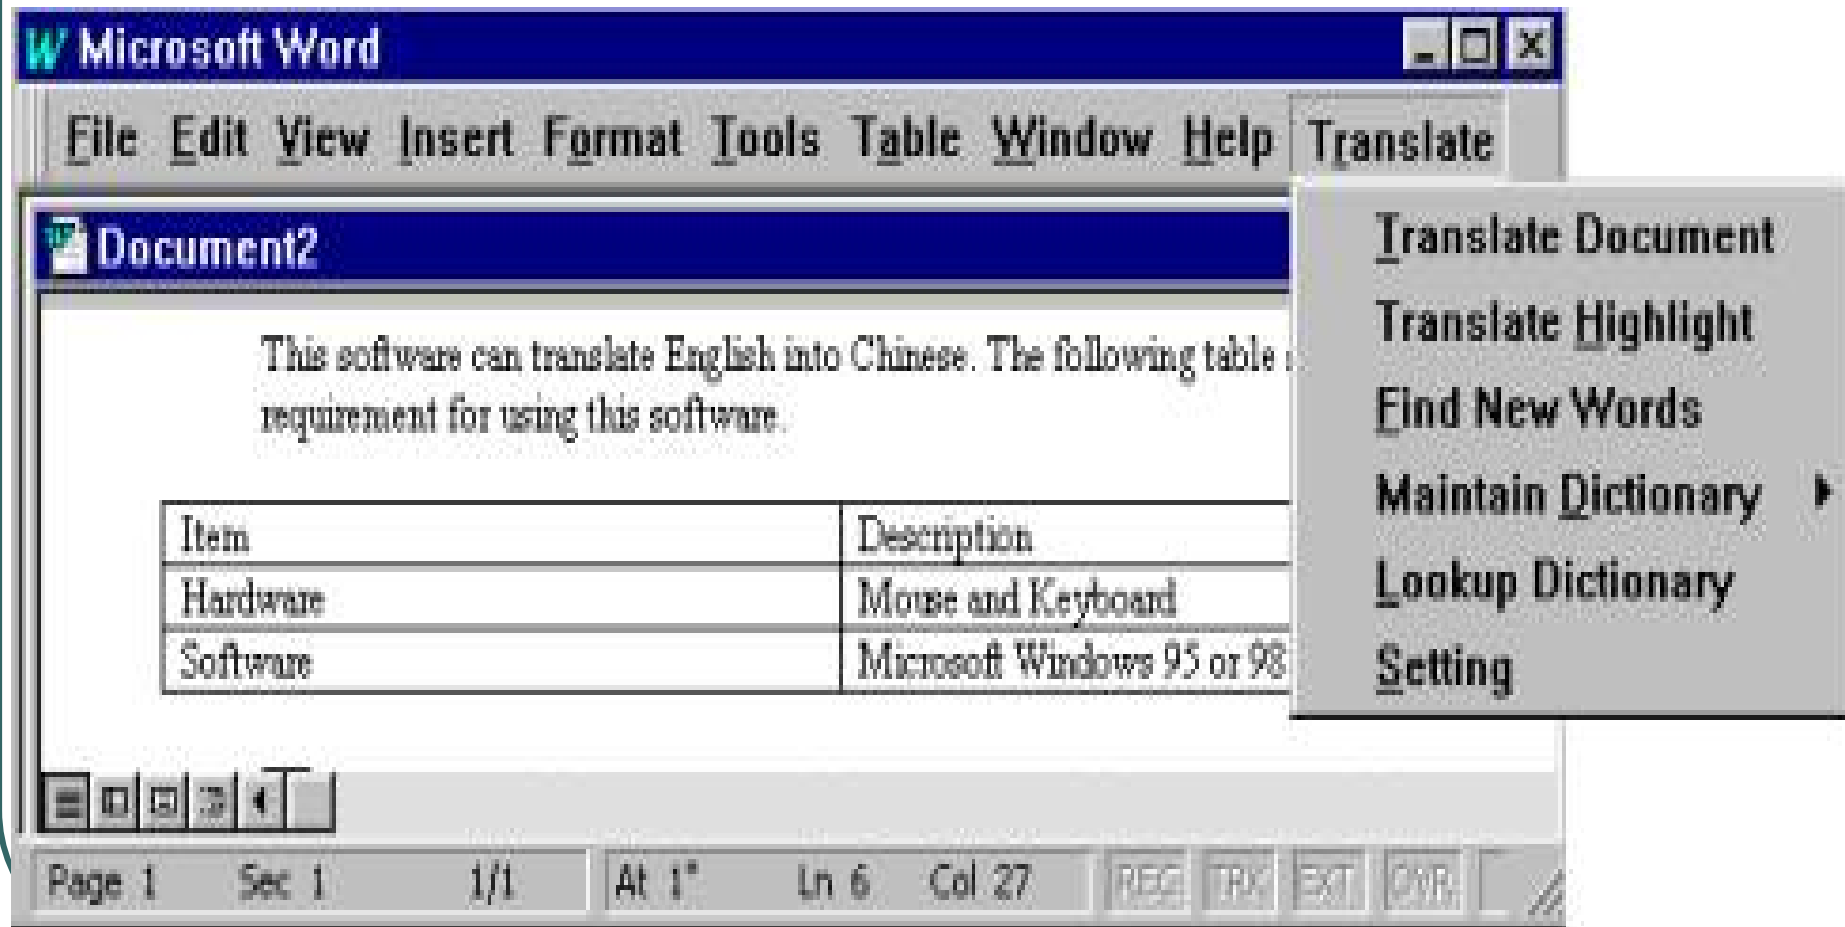 W Microsoft Word
File Edit View Insert Format Tools Table Window Help Translate
Document2
Translate Document
Translate Highlight
Find New Words
Maintain Dictionary
Lookup Dictionary
Setting
This software can translate English into Chinese. The following table
requirement for using this software.
Item Description
Hardware Mouse and Keyboard
Software Microsoft Windows 95 or 98
Page 1 Sec 1 1/1 At 1" Ln 6 Col 27 REC TRK EXT OVR